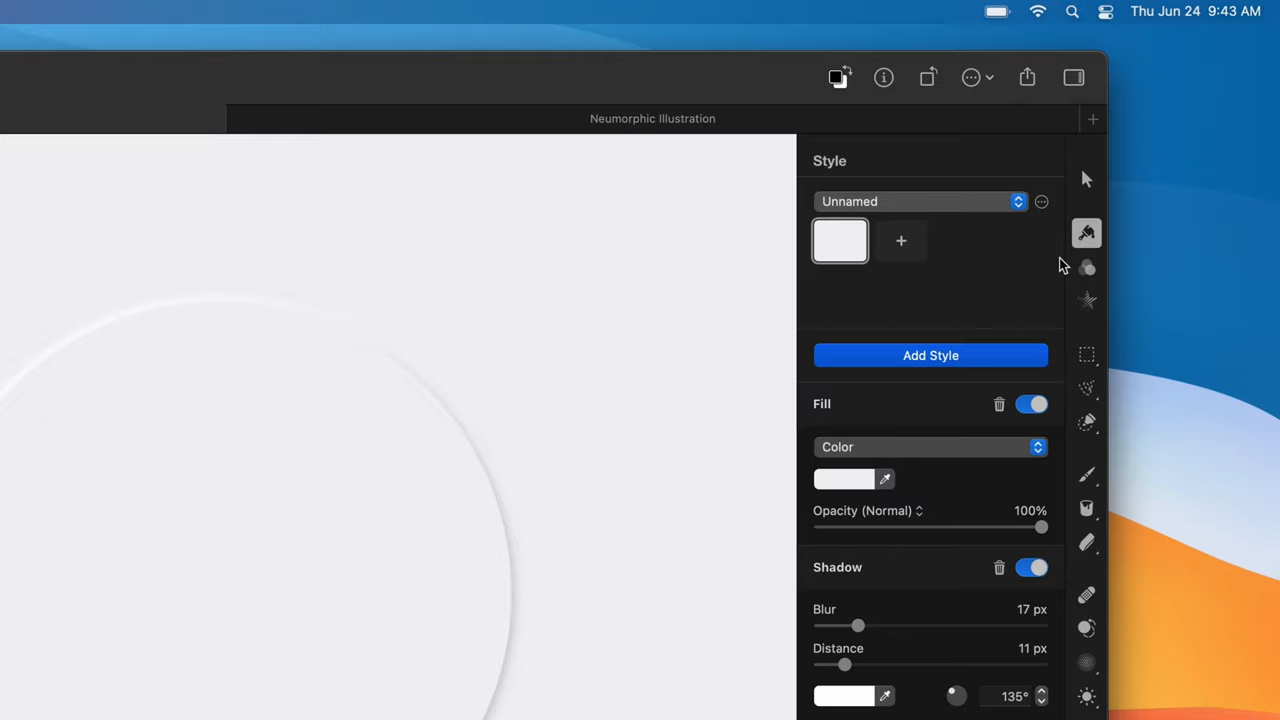 Thu Jun 24 9:43 AM
Neumorphic Illustration
Style
Unnamed
Add Style
Fill
Color
Opacity (Normal) 100%
Shadow
Blur 17 px
Distance 11 px
135°